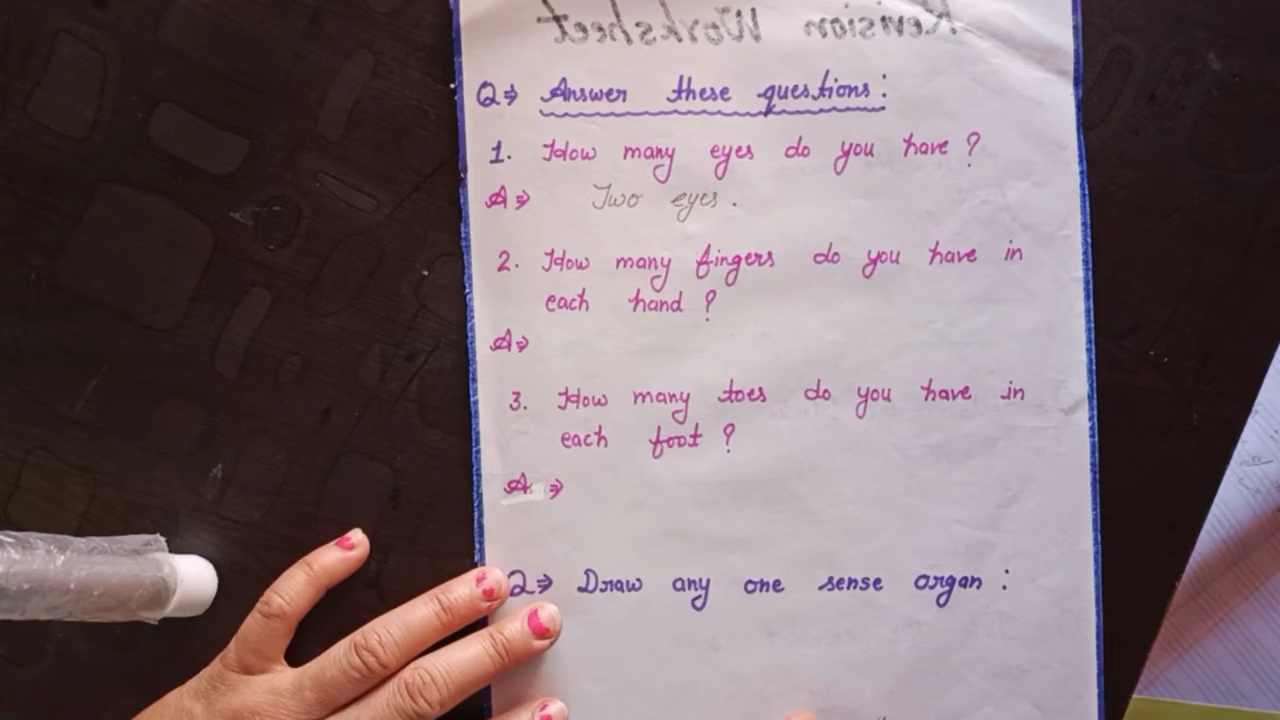 Revision Worksheet
Q⇒ Answer these questions:
1. How many eyes do you have?
A⇒ Two eyes.
2. How many fingers do you have in
each hand?
A⇒
3. How many toes do you have in
each foot?
A.⇒
Q⇒ Draw any one sense organ: